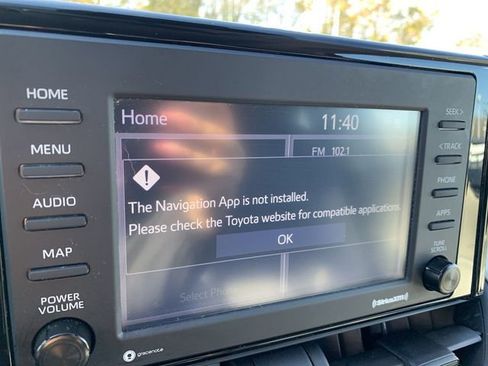 HOME
MENU
AUDIO
MAP
POWER
VOLUME
Home
11:40
FM 102.1
The Navigation App is not installed.
Please check the Toyota website for compatible applications.
OK
Select
gracenote
SEEK >
< TRACK
PHONE
APPS
TUNE
SCROLL
SiriusXM